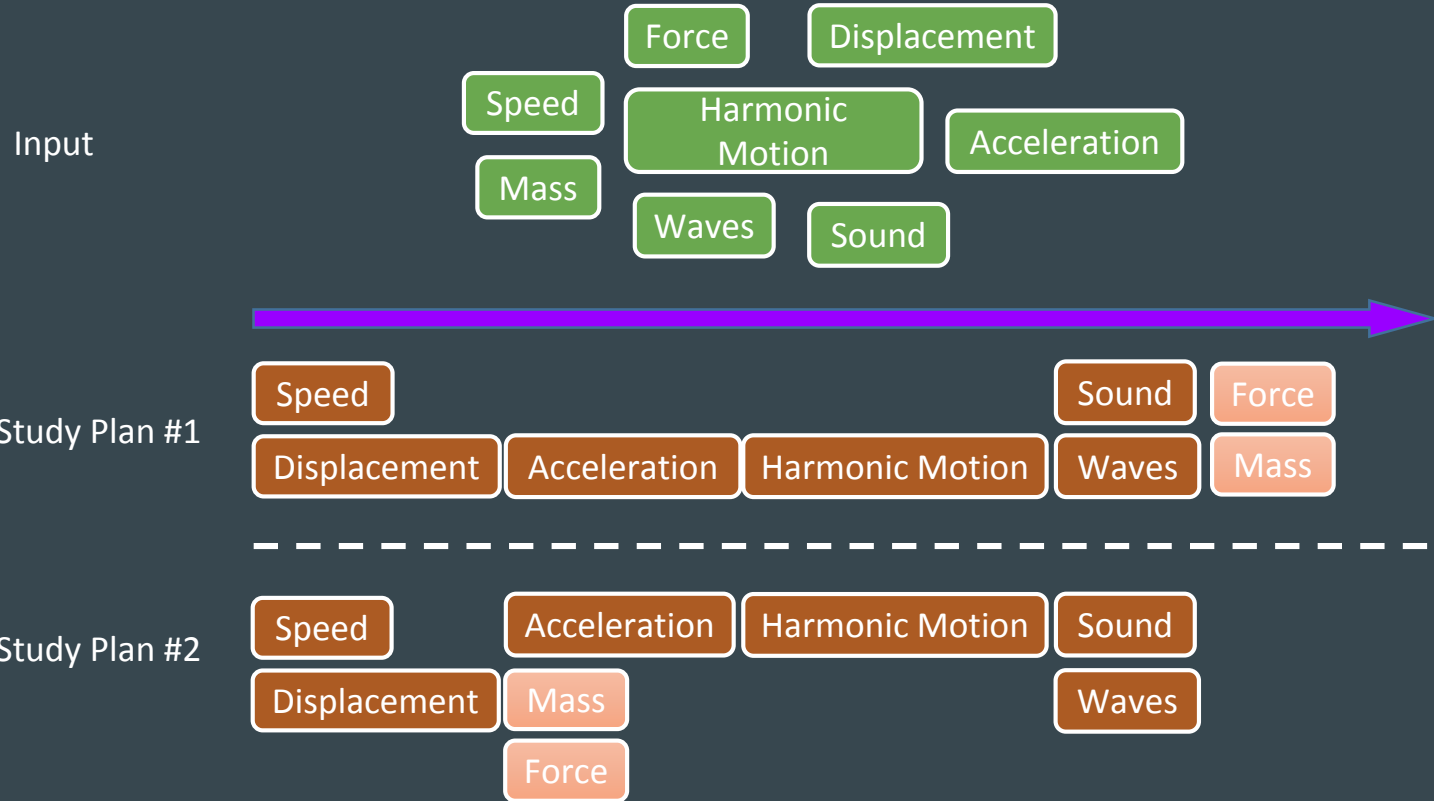 Force
Displacement
Speed
Harmonic
Motion
Input
Acceleration
Mass
Waves
Sound
Speed
Sound
Force
Study Plan #1
Displacement
Acceleration
Harmonic Motion
Waves
Mass
Speed
Acceleration
Harmonic Motion
Sound
Study Plan #2
Displacement
Mass
Waves
Force